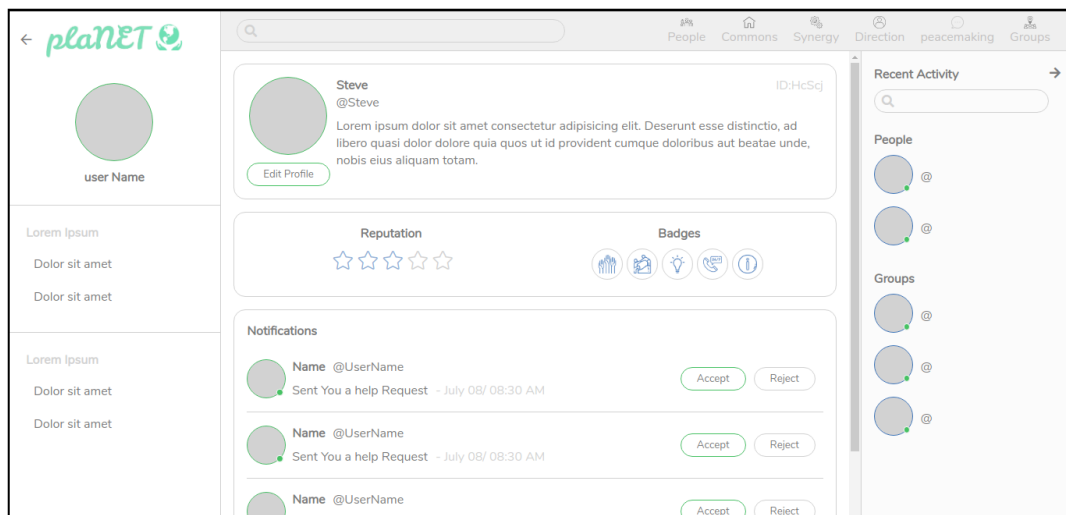 plaNET
People Commons Synergy Direction peacemaking Groups
user Name
Lorem Ipsum
Dolor sit amet
Dolor sit amet
Lorem Ipsum
Dolor sit amet
Dolor sit amet
Steve
ID:HcScj
@Steve
Lorem ipsum dolor sit amet consectetur adipisicing elit. Deserunt esse distinctio, ad
libero quasi dolor dolore quia quos ut id provident cumque doloribus aut beatae unde,
nobis eius aliquam totam.
Edit Profile
Reputation
Badges
Notifications
Name @UserName
Sent You a help Request - July 08/ 08:30 AM
Accept Reject
Name @UserName
Sent You a help Request - July 08/ 08:30 AM
Accept Reject
Name @UserName
Accept Reject
Recent Activity
People
@
@
Groups
@
@
@